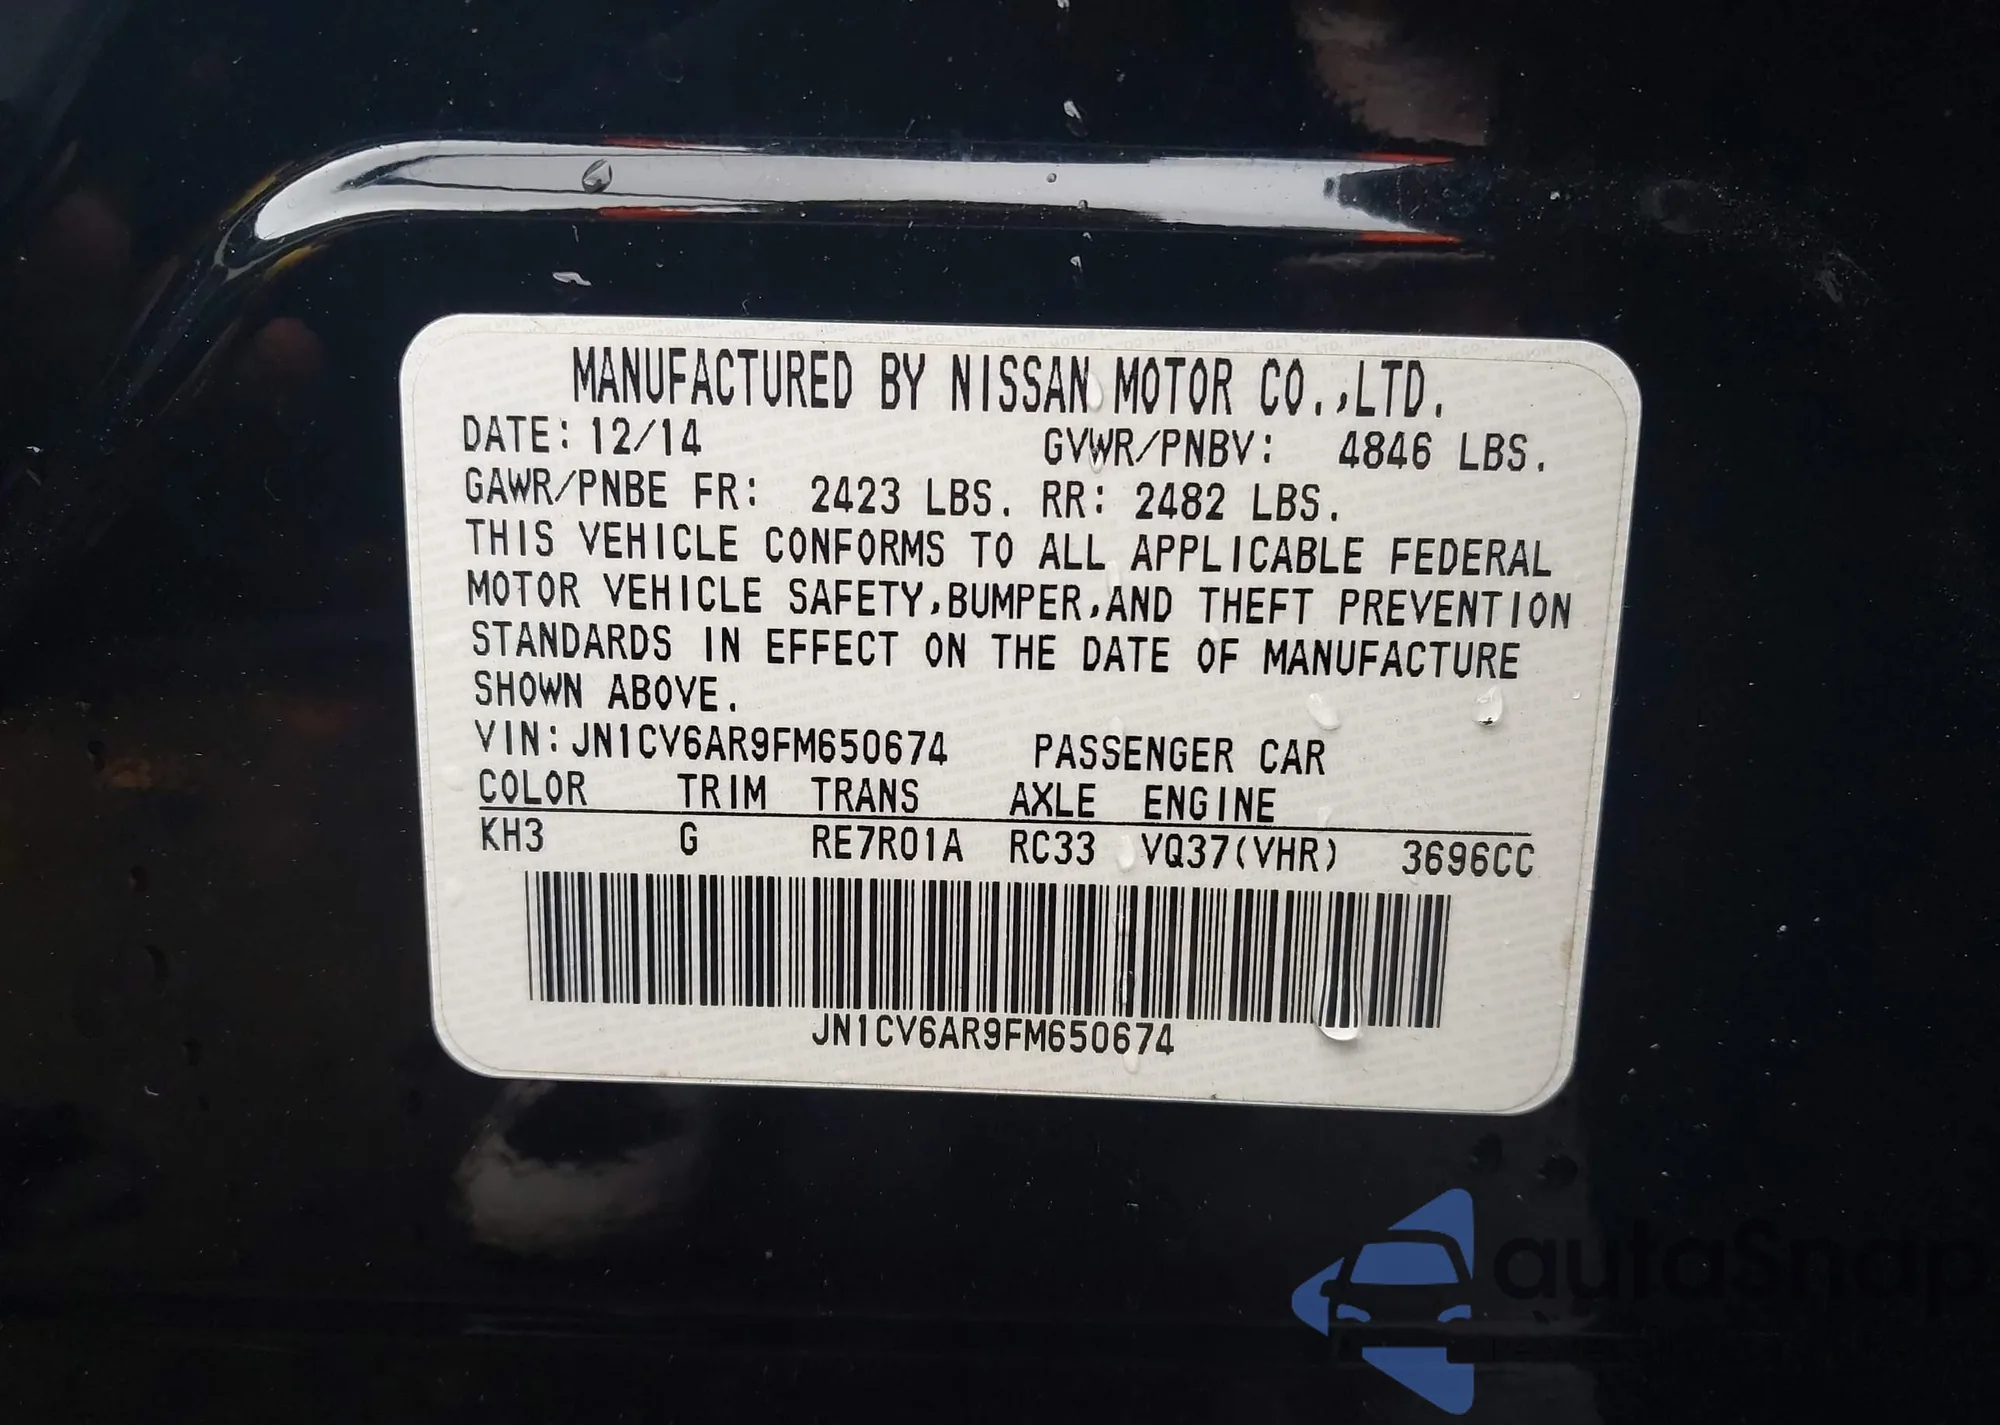 MANUFACTURED BY NISSAN MOTOR CO.,LTD.
DATE: 12/14 GVWR/PNBV: 4846 LBS.
GAWR/PNBE FR: 2423 LBS. RR: 2482 LBS.
THIS VEHICLE CONFORMS TO ALL APPLICABLE FEDERAL
MOTOR VEHICLE SAFETY,BUMPER,AND THEFT PREVENTION
STANDARDS IN EFFECT ON THE DATE OF MANUFACTURE
SHOWN ABOVE.
VIN:JN1CV6AR9FM650674 PASSENGER CAR
COLOR TRIM TRANS AXLE ENGINE
KH3 G RE7R01A RC33 VQ37(VHR) 3696CC
JN1CV6AR9FM650674
autaSnap